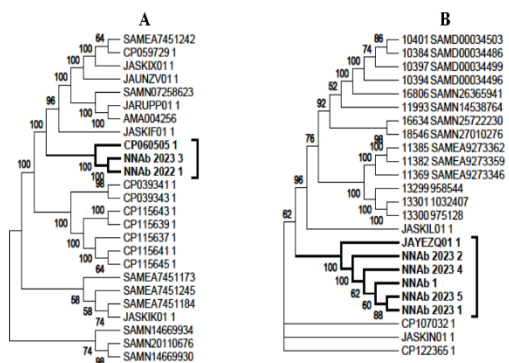 A
64 SAMEA7451242
100 CP059729 1
100 JASKIX01 1
96 JAUNZV01 1
100 SAMN07258623
100 JARUPP01 1
AMA004256
100 JASKIF01 1
CP060505 1
100 NNAb 2023 3
100 NNAb 2022 1
98 CP039341 1
100 CP039343 1
100 CP115643 1
CP115639 1
100 CP115637 1
100 CP115641 1
64 CP115645 1
SAMEA7451173
SAMEA7451245
58 SAMEA7451184
58 JASKIK01 1
74 SAMN14669934
74 SAMN20110676
98 SAMN14669930
B
86 10401 SAMD00034503
100 10384 SAMD00034486
100 10397 SAMD00034499
100 10394 SAMD00034496
52 16806 SAMN26365941
92 11993 SAMN14538764
100 16634 SAMN25722230
18546 SAMN27010276
98 11385 SAMEA9273362
76 100 11382 SAMEA9273359
100 11369 SAMEA9273346
13299 958544
96 100 13301 1032407
13300 975128
62 JASKIL01 1
JAYEZQ01 1
NNAb 2023 2
100 NNAb 2023 4
100 NNAb 1
62 60 NNAb 2023 5
88 NNAb 2023 1
CP107032 1
JASKIN01 1
CP122365 1